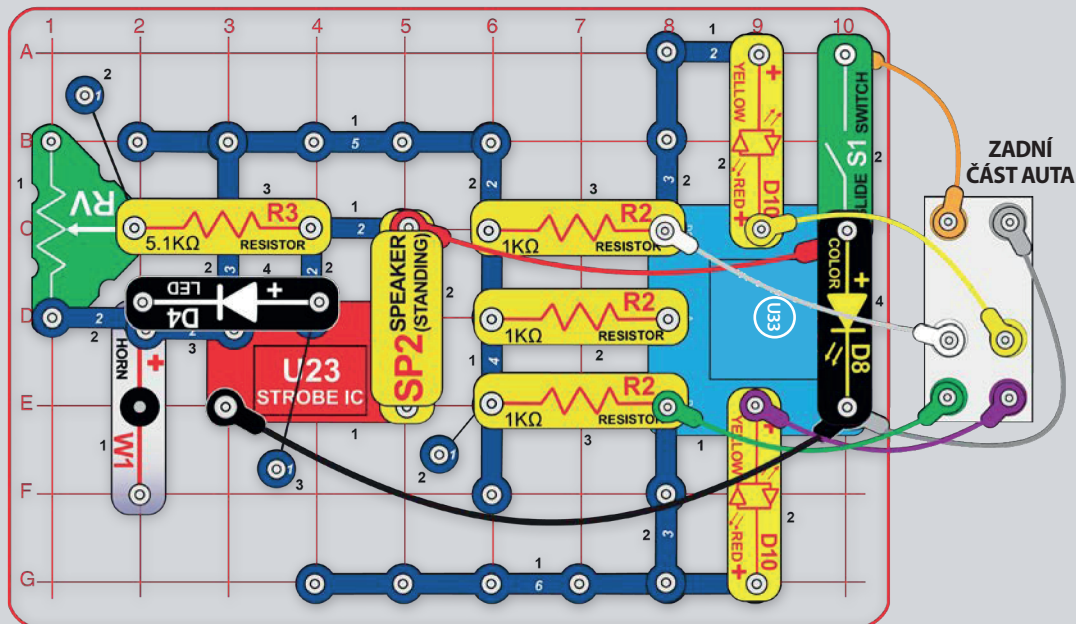 1 2 3 4 5 6 7 8 9 10
A
B
C
D
E
F
G
ZADNÍ
ČÁST AUTA
RV
R3
5.1KΩ
RESISTOR
LED
D4
+
HORN
+
W1
U23
STROBE IC
SP2
SPEAKER
(STANDING)
R2
1KΩ
RESISTOR
R2
1KΩ
RESISTOR
R2
1KΩ
RESISTOR
U33
YELLOW
+
RED
+
D10
S1
SWITCH
LIDE
COLOR
+
D8
YELLOW
+
RED
+
D10